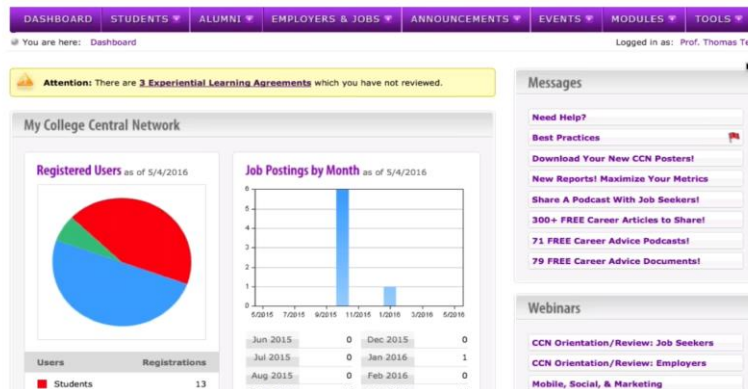 DASHBOARD STUDENTS ALUMNI EMPLOYERS & JOBS ANNOUNCEMENTS EVENTS MODULES TOOLS
You are here: Dashboard
Logged in as: Prof. Thomas Te
Attention: There are 3 Experiential Learning Agreements which you have not reviewed.
My College Central Network
Registered Users as of 5/4/2016
Users Registrations
Students 13
Job Postings by Month as of 5/4/2016
6
5
4
3
2
1
0
5/2015 7/2015 9/2015 11/2015 1/2016 3/2016 5/2016
Jun 2015 0 Dec 2015 0
Jul 2015 0 Jan 2016 1
Aug 2015 0 Feb 2016 0
Messages
Need Help?
Best Practices
Download Your New CCN Posters!
New Reports! Maximize Your Metrics
Share A Podcast With Job Seekers!
300+ FREE Career Articles to Share!
71 FREE Career Advice Podcasts!
79 FREE Career Advice Documents!
Webinars
CCN Orientation/Review: Job Seekers
CCN Orientation/Review: Employers
Mobile, Social, & Marketing